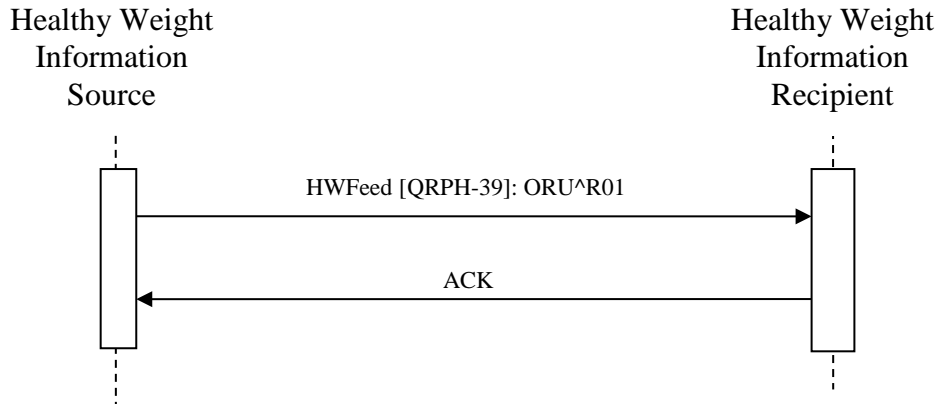 Healthy Weight
Information
Source
Healthy Weight
Information
Recipient
HWFeed [QRPH-39]: ORU^R01
ACK